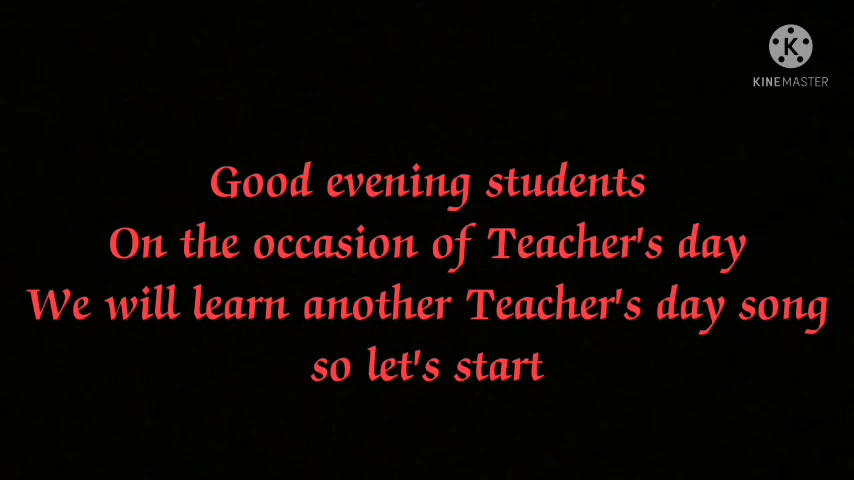 K
KINEMASTER
Good evening students
On the occasion of Teacher's day
We will learn another Teacher's day song
so let's start